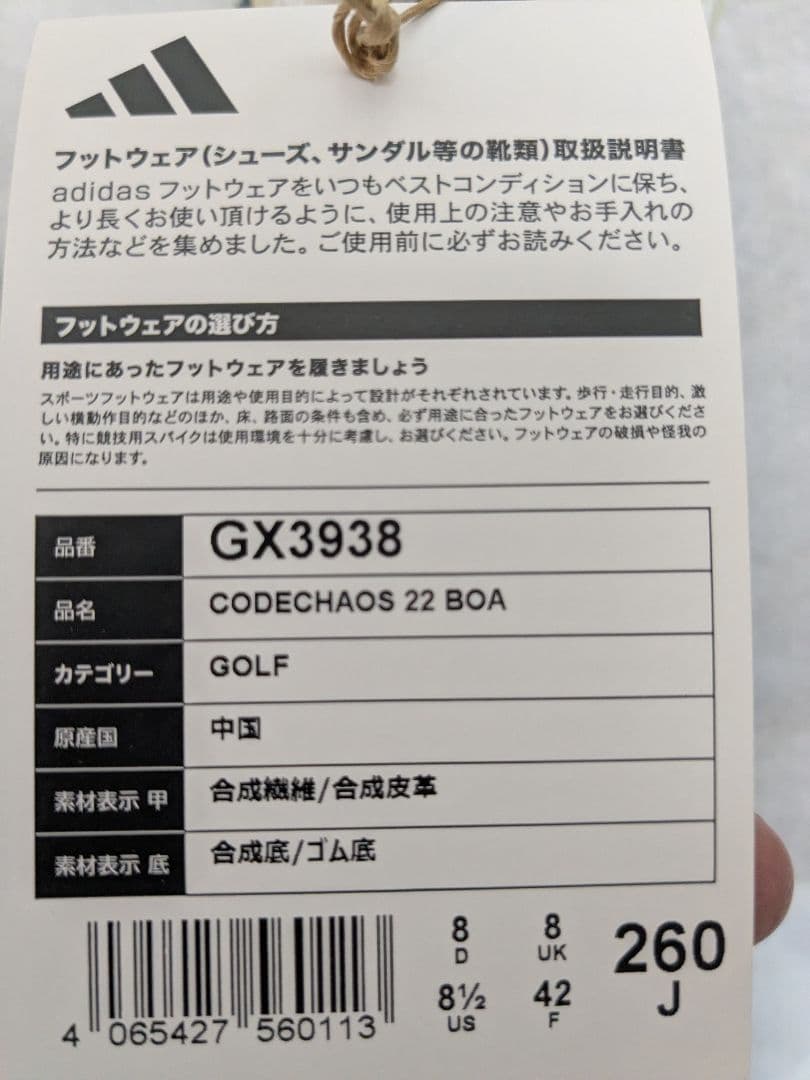 フットウェア(シューズ、サンダル等の靴類)取扱説明書
adidas フットウェアをいつもベストコンディションに保ち、
より長くお使い頂けるように、使用上の注意やお手入れの
方法などを集めました。ご使用前に必ずお読みください。
フットウェアの選び方
用途にあったフットウェアを履きましょう
スポーツフットウェアは用途や使用目的によって設計がそれぞれされています。歩行・走行目的、激
しい横動作目的などのほか、床、路面の条件も含め、必ず用途に合ったフットウェアをお選びくださ
い。特に競技用スパイクは使用環境を十分に考慮し、お選びください。フットウェアの破損や怪我の
原因になります。
品番 GX3938
品名 CODECHAOS 22 BOA
カテゴリー GOLF
原産国 中国
素材表示 甲 合成繊維/合成皮革
素材表示 底 合成底/ゴム底
8 8 260
D UK J
8½ 42
US F
4 065427 560113